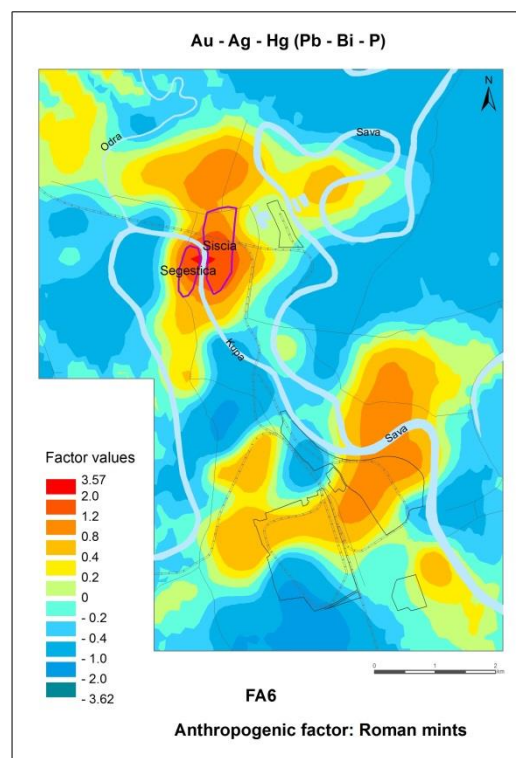 Au - Ag - Hg (Pb - Bi - P)
N
Sava
Odra
Siscia
Segestica
Kupa
Sava
Factor values
3.57
2.0
1.2
0.8
0.4
0.2
0
- 0.2
- 0.4
- 1.0
- 2.0
- 3.62
0 1 2
FA6
Anthropogenic factor: Roman mints